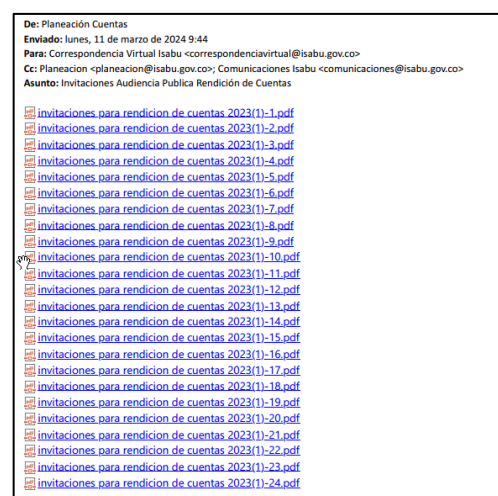 De: Planeación Cuentas
Enviado: lunes, 11 de marzo de 2024 9:44
Para: Correspondencia Virtual Isabu <correspondenciavirtual@isabu.gov.co>
Cc: Planeacion <planeacion@isabu.gov.co>; Comunicaciones Isabu <comunicaciones@isabu.gov.co>
Asunto: Invitaciones Audiencia Publica Rendición de Cuentas
invitaciones para rendicion de cuentas 2023(1)-1.pdf
invitaciones para rendicion de cuentas 2023(1)-2.pdf
invitaciones para rendicion de cuentas 2023(1)-3.pdf
invitaciones para rendicion de cuentas 2023(1)-4.pdf
invitaciones para rendicion de cuentas 2023(1)-5.pdf
invitaciones para rendicion de cuentas 2023(1)-6.pdf
invitaciones para rendicion de cuentas 2023(1)-7.pdf
invitaciones para rendicion de cuentas 2023(1)-8.pdf
invitaciones para rendicion de cuentas 2023(1)-9.pdf
invitaciones para rendicion de cuentas 2023(1)-10.pdf
invitaciones para rendicion de cuentas 2023(1)-11.pdf
invitaciones para rendicion de cuentas 2023(1)-12.pdf
invitaciones para rendicion de cuentas 2023(1)-13.pdf
invitaciones para rendicion de cuentas 2023(1)-14.pdf
invitaciones para rendicion de cuentas 2023(1)-15.pdf
invitaciones para rendicion de cuentas 2023(1)-16.pdf
invitaciones para rendicion de cuentas 2023(1)-17.pdf
invitaciones para rendicion de cuentas 2023(1)-18.pdf
invitaciones para rendicion de cuentas 2023(1)-19.pdf
invitaciones para rendicion de cuentas 2023(1)-20.pdf
invitaciones para rendicion de cuentas 2023(1)-21.pdf
invitaciones para rendicion de cuentas 2023(1)-22.pdf
invitaciones para rendicion de cuentas 2023(1)-23.pdf
invitaciones para rendicion de cuentas 2023(1)-24.pdf